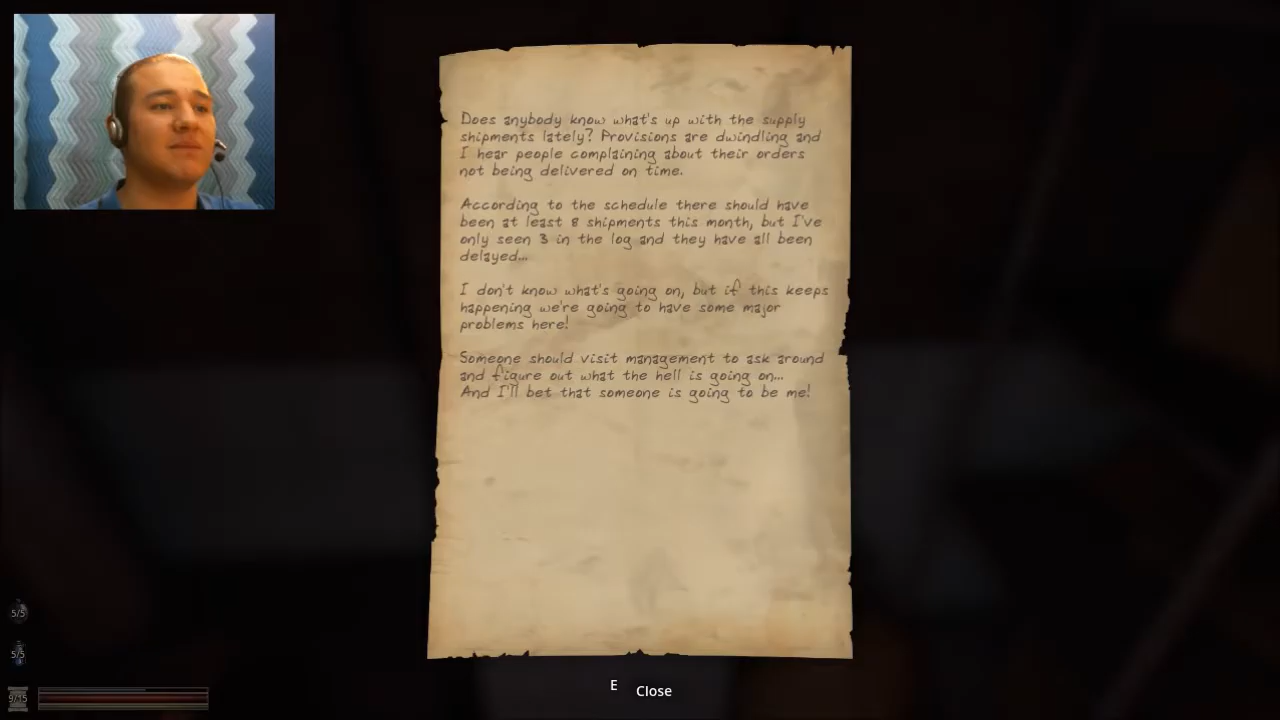 Does anybody know what's up with the supply
shipments lately? Provisions are dwindling and
I hear people complaining about their orders
not being delivered on time.
According to the schedule there should have
been at least 8 shipments this month, but I've
only seen 3 in the log and they have all been
delayed...
I don't know what's going on, but if this keeps
happening we're going to have some major
problems here!
Someone should visit management to ask around
and figure out what the hell is going on...
And I'll bet that someone is going to be me!
5/5
5/5
9/15
E Close